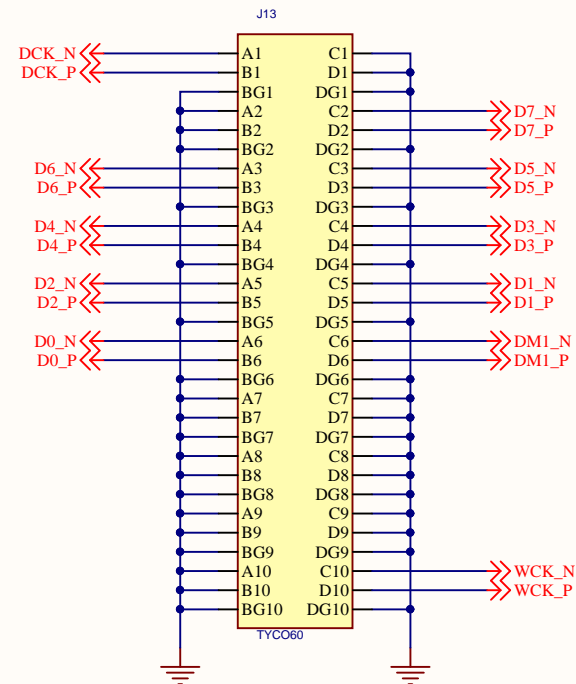 J13
DCK_N A1 C1
DCK_P B1 D1
BG1 DG1
A2 C2 D7_N
B2 D2 D7_P
BG2 DG2
D6_N A3 C3 D5_N
D6_P B3 D3 D5_P
BG3 DG3
D4_N A4 C4 D3_N
D4_P B4 D4 D3_P
BG4 DG4
D2_N A5 C5 D1_N
D2_P B5 D5 D1_P
BG5 DG5
D0_N A6 C6 DM1_N
D0_P B6 D6 DM1_P
BG6 DG6
A7 C7
B7 D7
BG7 DG7
A8 C8
B8 D8
BG8 DG8
A9 C9
B9 D9
BG9 DG9
A10 C10 WCK_N
B10 D10 WCK_P
BG10 DG10
TYCO60